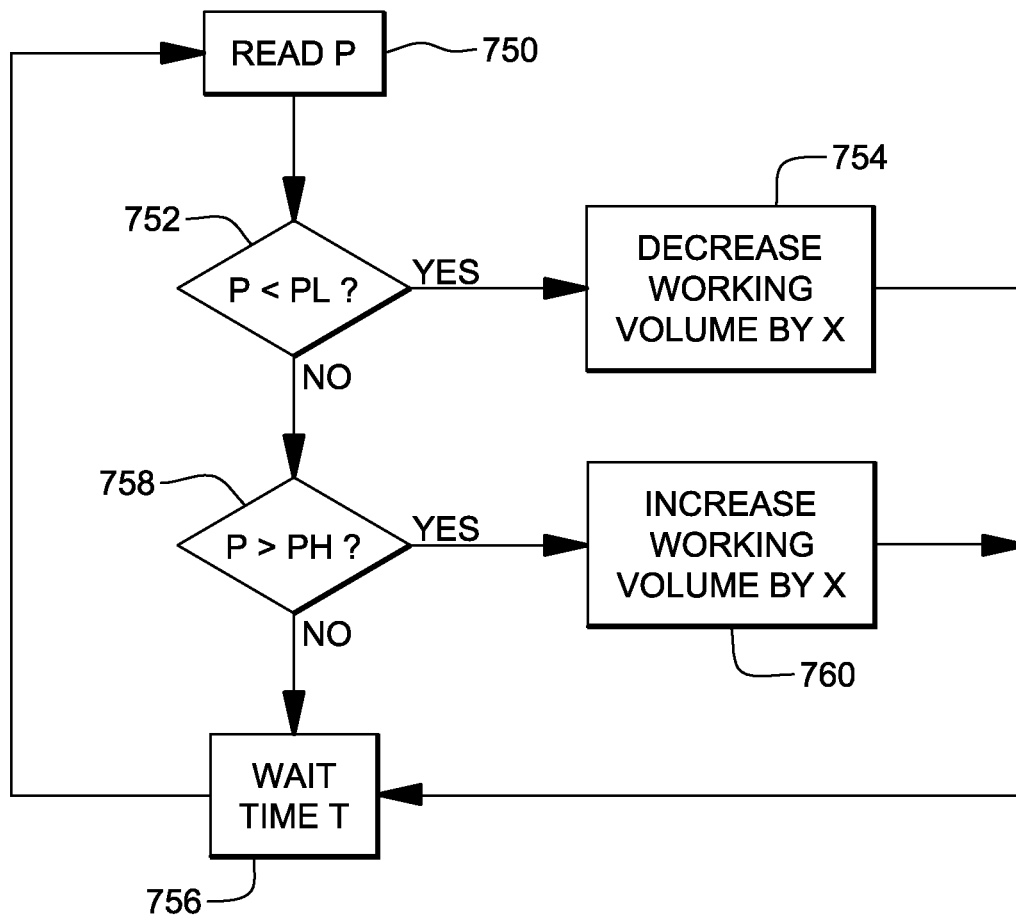 READ P
750
754
752
P < PL ?
YES
DECREASE
WORKING
VOLUME BY X
NO
758
P > PH ?
YES
INCREASE
WORKING
VOLUME BY X
NO
760
WAIT
TIME T
756